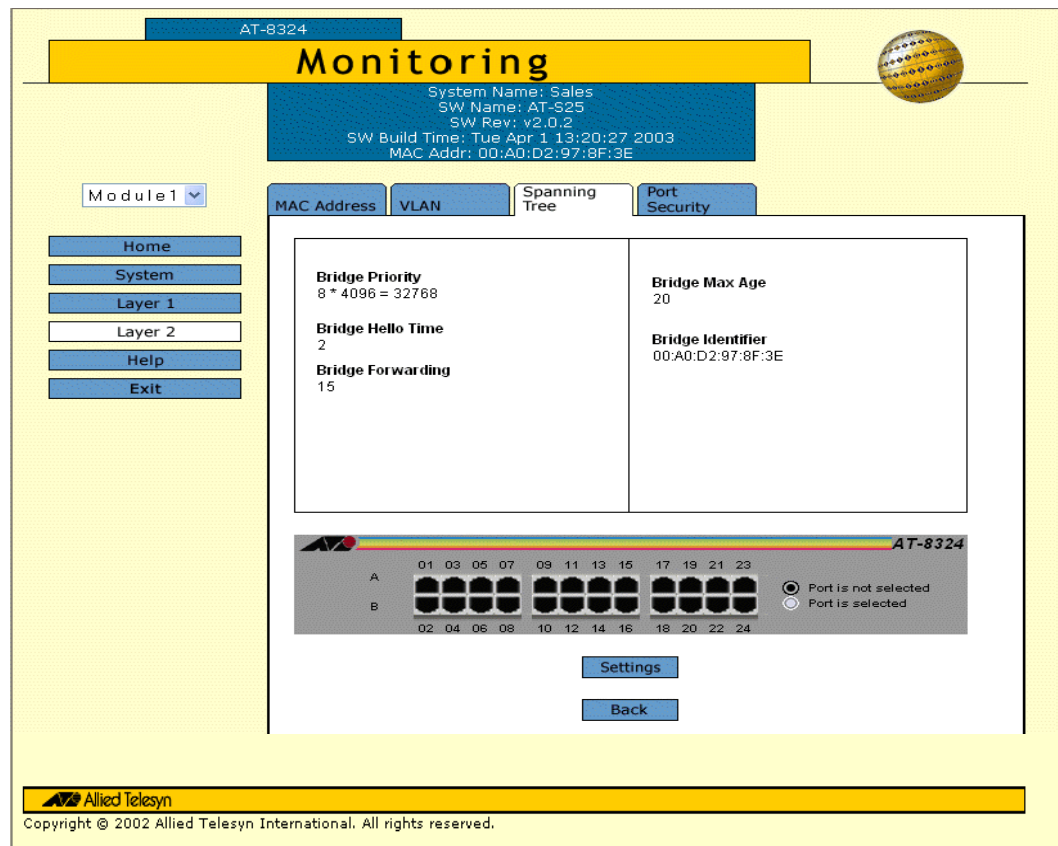 AT-8324
Monitoring
System Name: Sales
SW Name: AT-S25
SW Rev: v2.0.2
SW Build Time: Tue Apr 1 13:20:27 2003
MAC Addr: 00:A0:D2:97:8F:3E
Module1
Home
System
Layer 1
Layer 2
Help
Exit
MAC Address
VLAN
Spanning
Tree
Port
Security
Bridge Priority
8 * 4096 = 32768
Bridge Hello Time
2
Bridge Forwarding
15
Bridge Max Age
20
Bridge Identifier
00:A0:D2:97:8F:3E
AT-8324
01 03 05 07 09 11 13 15 17 19 21 23
A
B
02 04 06 08 10 12 14 16 18 20 22 24
Port is not selected
Port is selected
Settings
Back
Allied Telesyn
Copyright © 2002 Allied Telesyn International. All rights reserved.